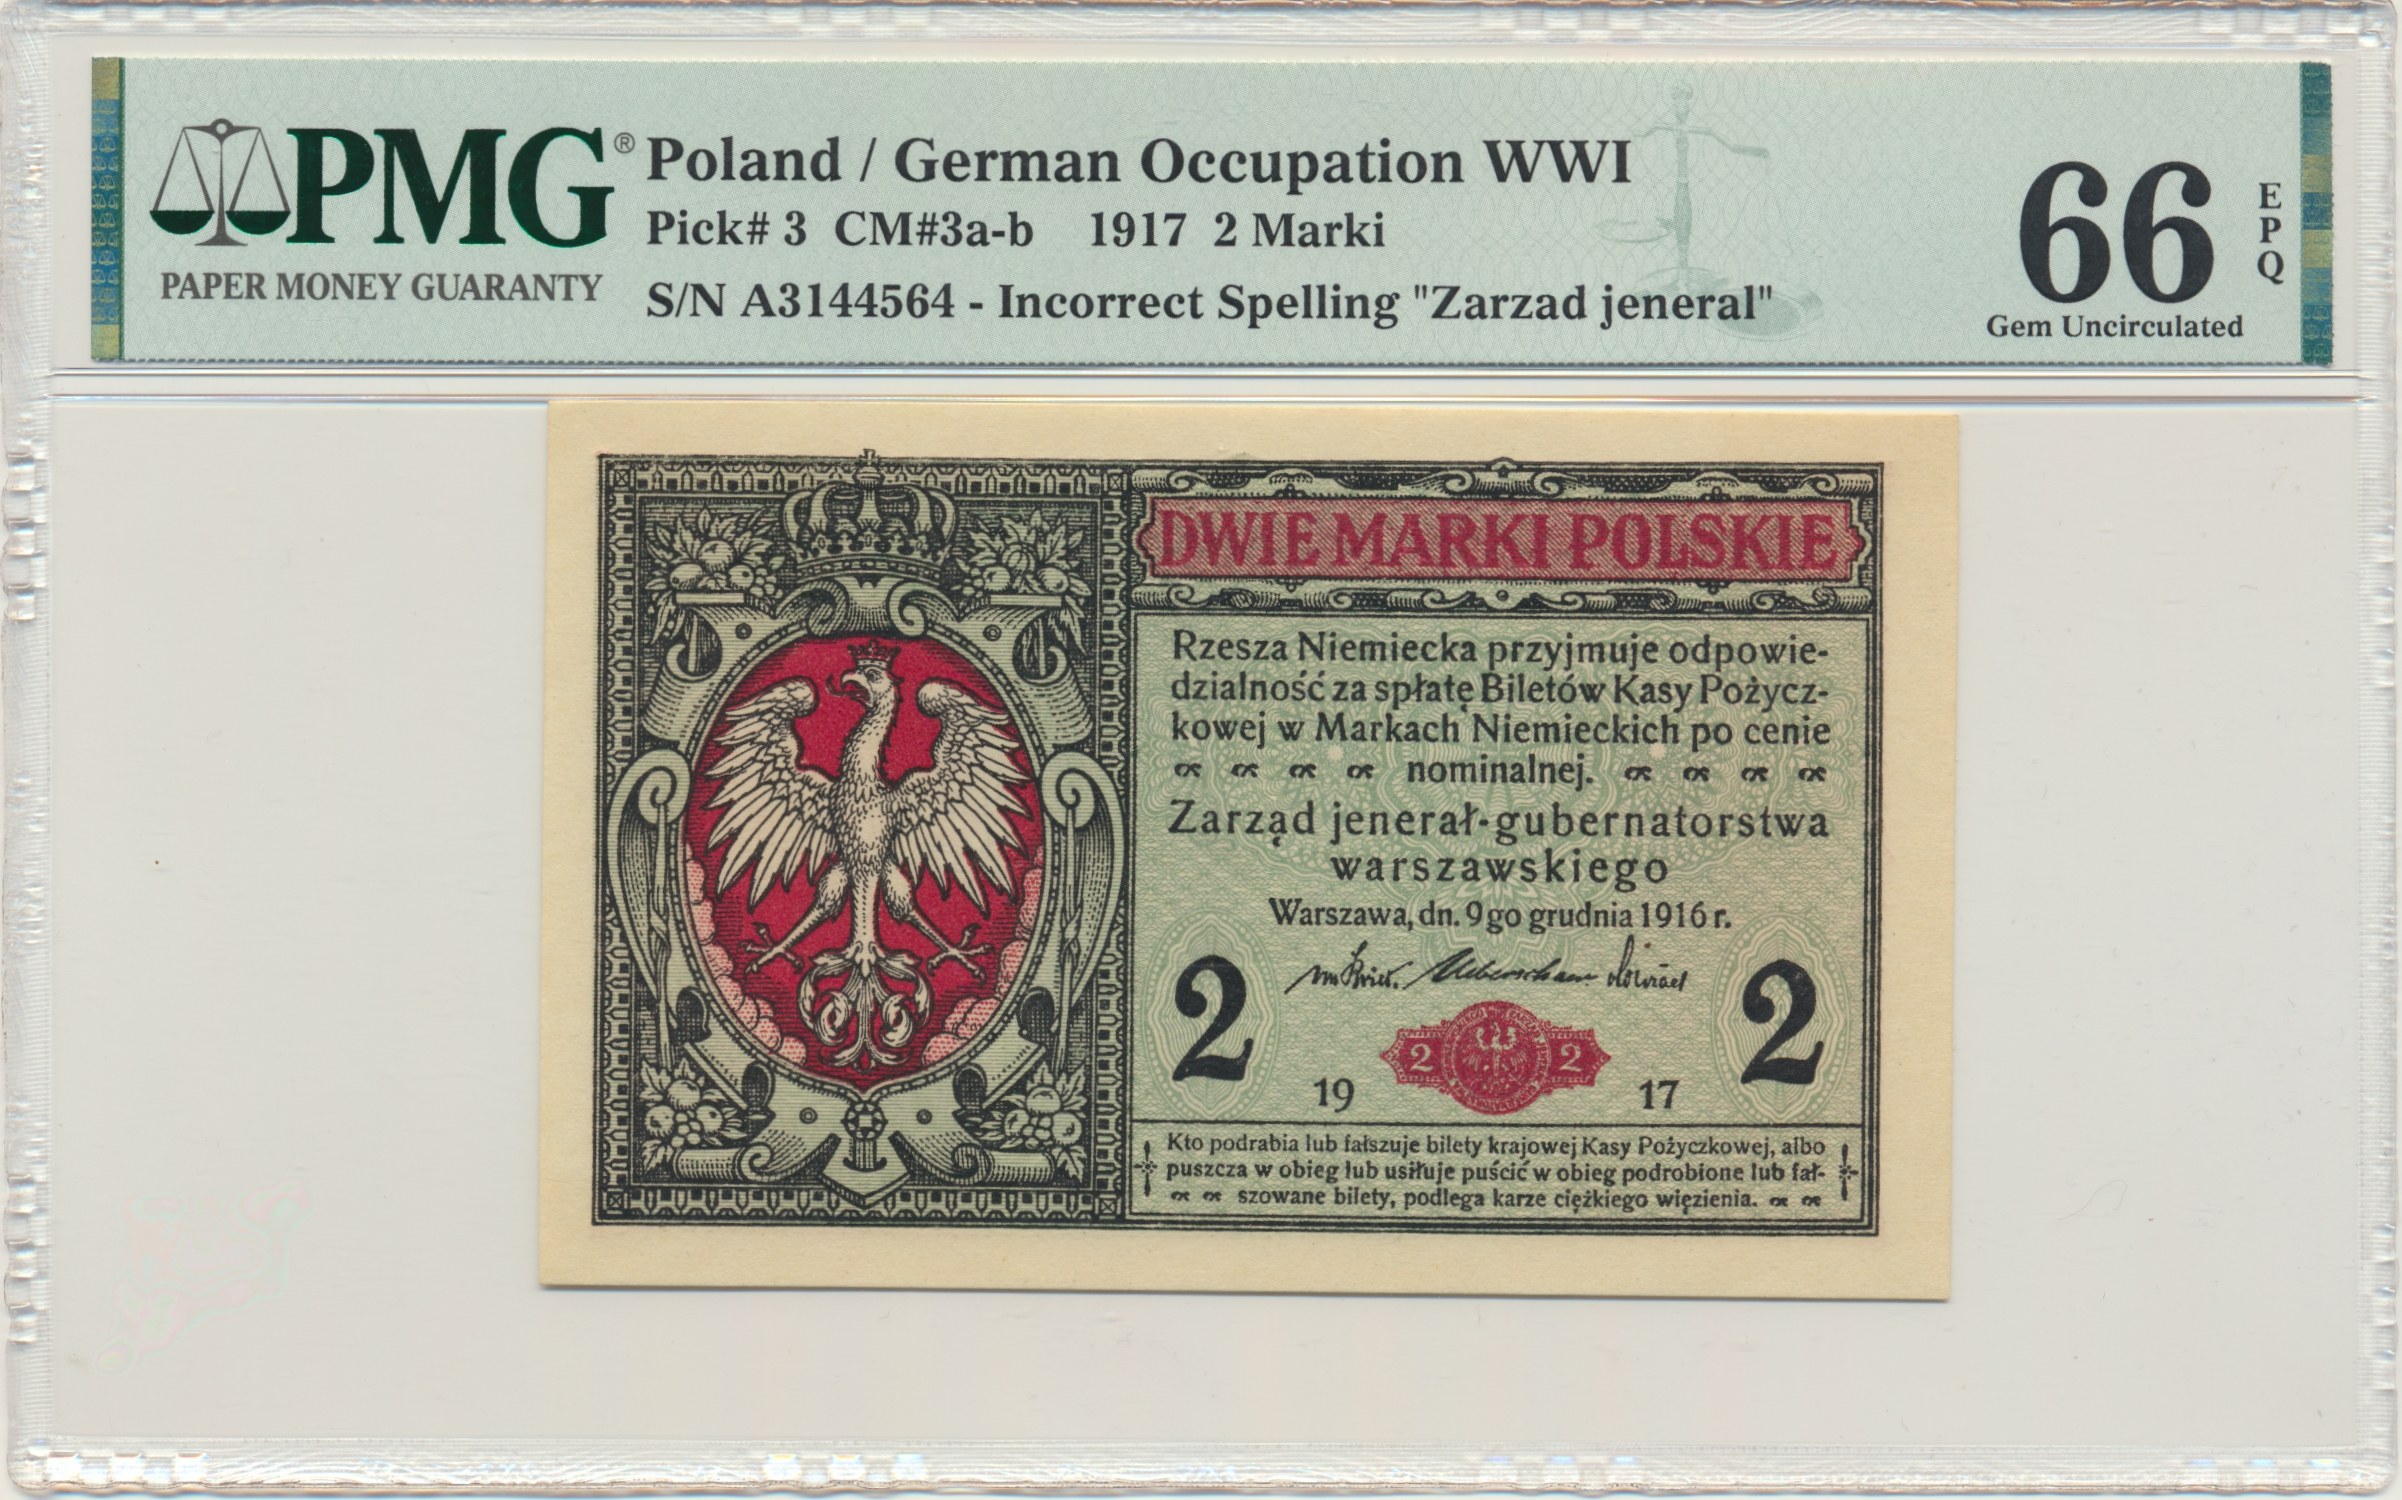 PMG®
PAPER MONEY GUARANTY
Poland / German Occupation WWI
Pick# 3 CM#3a-b 1917 2 Marki
S/N A3144564 - Incorrect Spelling "Zarzad jeneral"
66
EPQ
Gem Uncirculated
DWIE MARKI POLSKIE
Rzesza Niemiecka przyjmuje odpowie-
dzialność za spłatę Biletów Kasy Pożycz-
kowej w Markach Niemieckich po cenie
nominalnej.
Zarząd jenerał-gubernatorstwa
warszawskiego
Warszawa, dn. 9go grudnia 1916 r.
2 2
2 2
19 17
Kto podrabia lub fałszuje bilety krajowej Kasy Pożyczkowej, albo
puszcza w obieg lub usiłuje puścić w obieg podrobione lub fał-
szowane bilety, podlega karze ciężkiego więzienia.